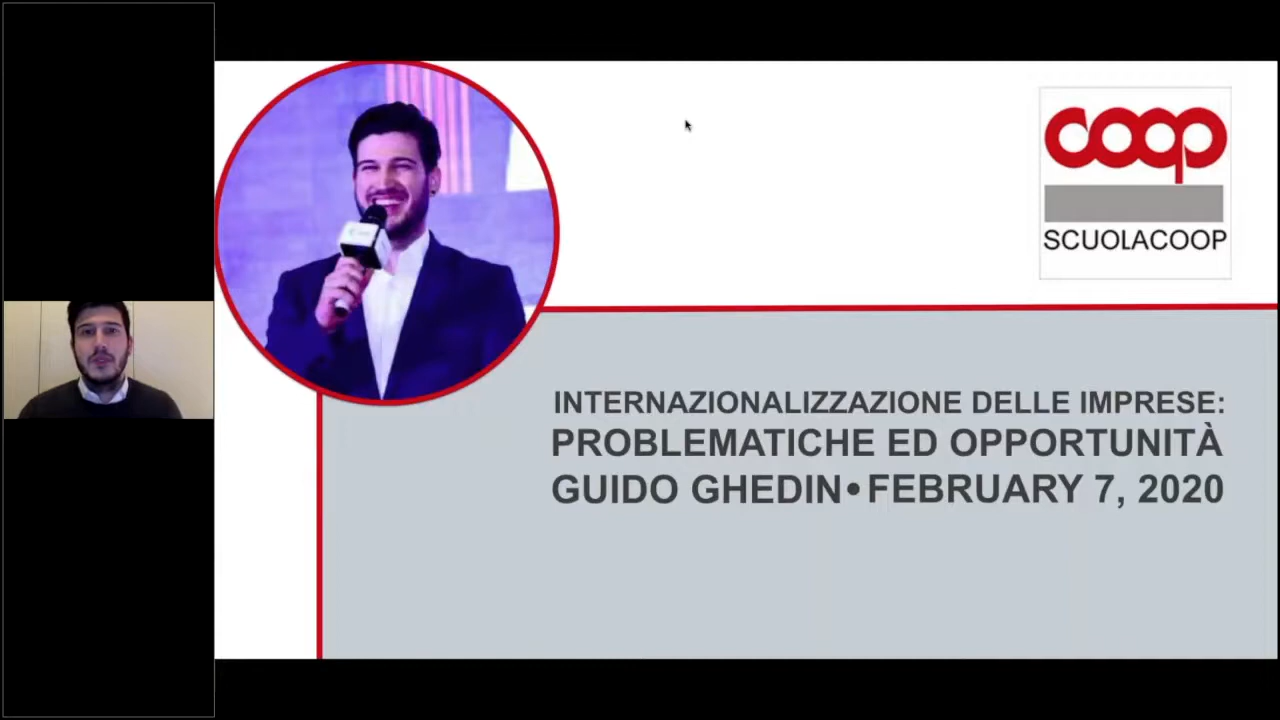 coop
SCUOLACOOP
INTERNAZIONALIZZAZIONE DELLE IMPRESE:
PROBLEMATICHE ED OPPORTUNITÀ
GUIDO GHEDIN•FEBRUARY 7, 2020